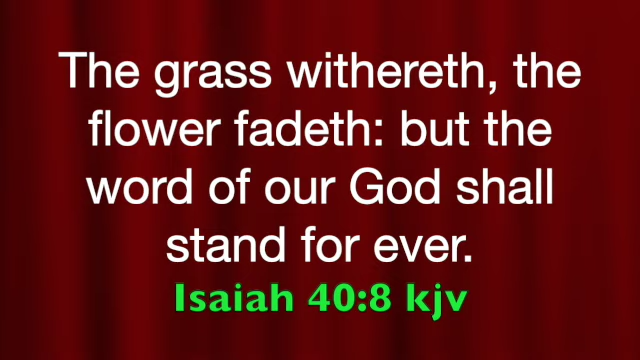 The grass withereth, the
flower fadeth: but the
word of our God shall
stand for ever.
Isaiah 40:8 kjv